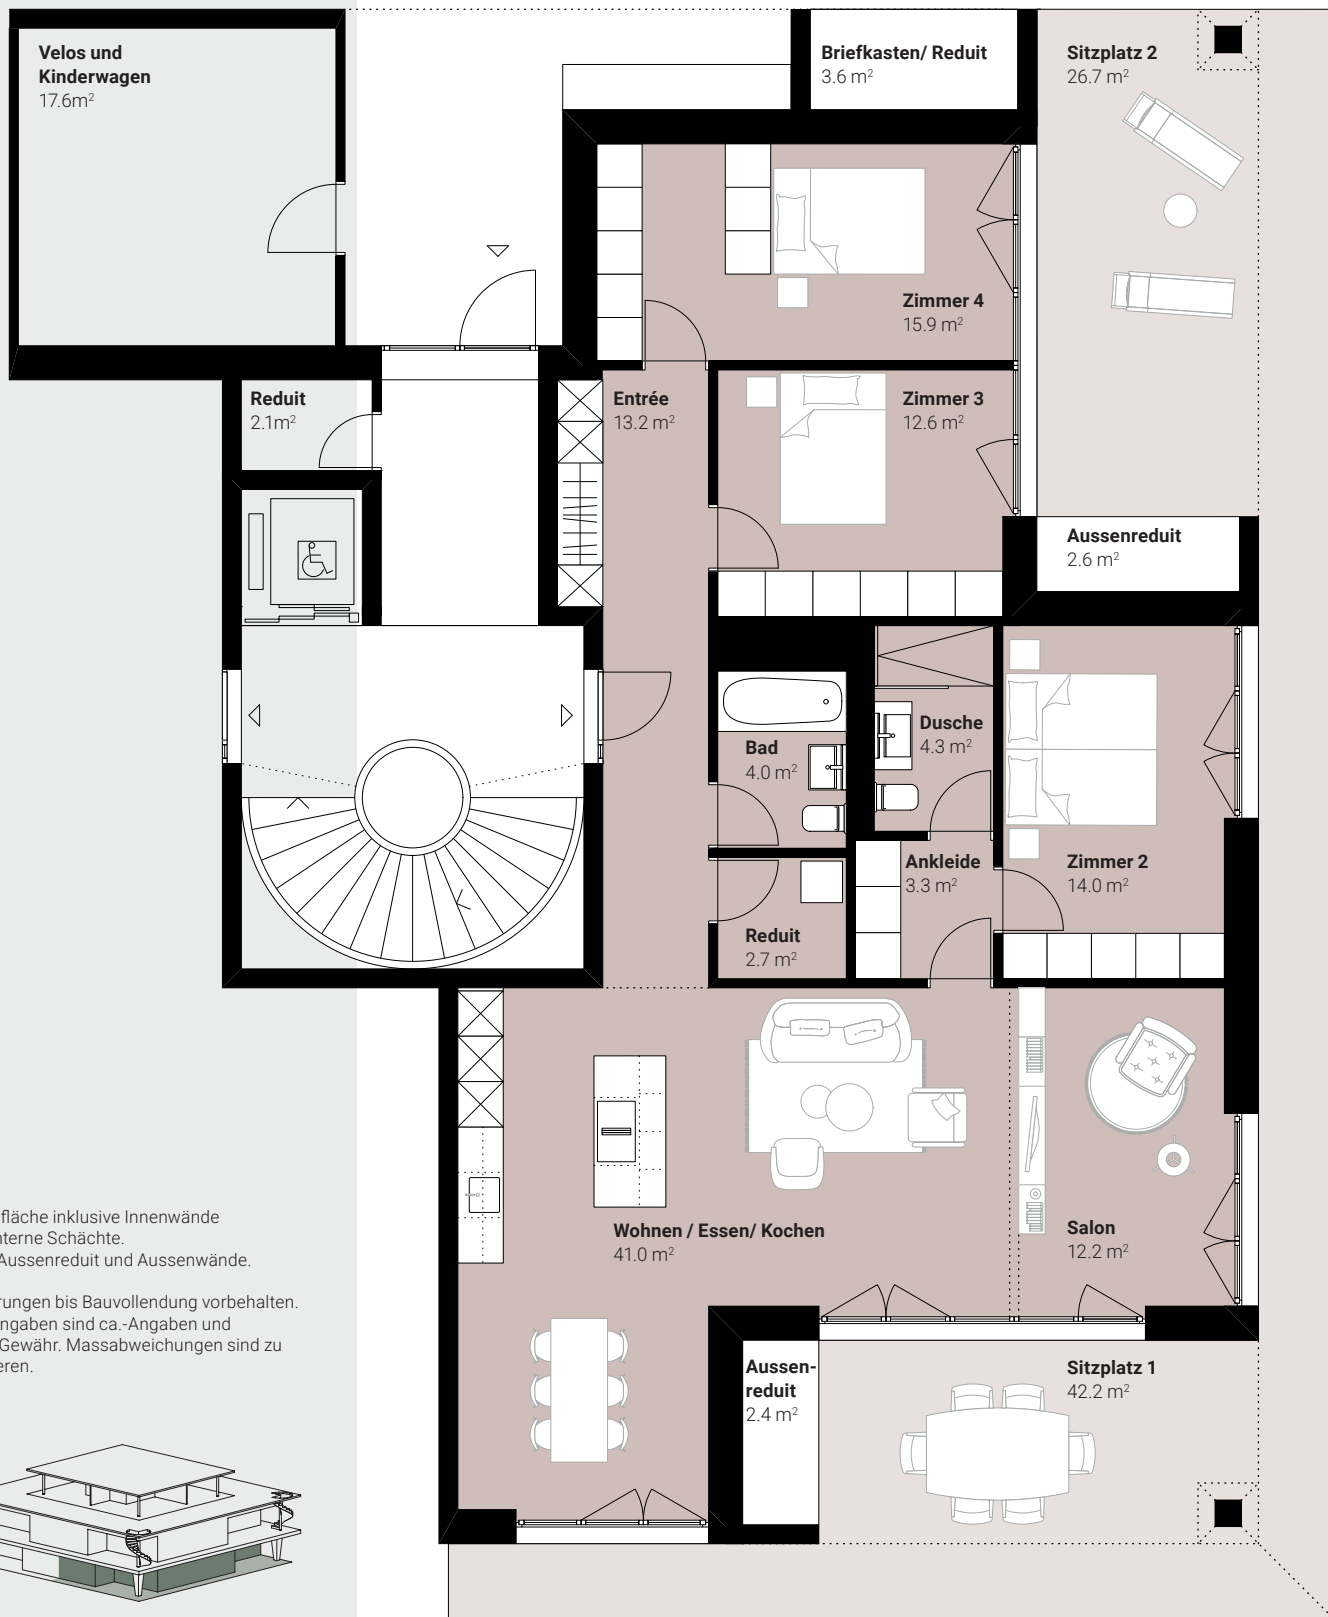 Velos und
Kinderwagen
17.6m²
Briefkasten/ Reduit
3.6 m²
Sitzplatz 2
26.7 m²
Zimmer 4
15.9 m²
Reduit
2.1m²
Entrée
13.2 m²
Zimmer 3
12.6 m²
Aussenreduit
2.6 m²
Bad
4.0 m²
Dusche
4.3 m²
Ankleide
3.3 m²
Zimmer 2
14.0 m²
Reduit
2.7 m²
Wohnen / Essen/ Kochen
41.0 m²
Salon
12.2 m²
fläche inklusive Innenwände
nterne Schächte.
Aussenreduit und Aussenwände.
rungen bis Bauvollendung vorbehalten.
ngaben sind ca.-Angaben und
Gewähr. Massabweichungen sind zu
eren.
Aussen-
reduit
2.4 m²
Sitzplatz 1
42.2 m²